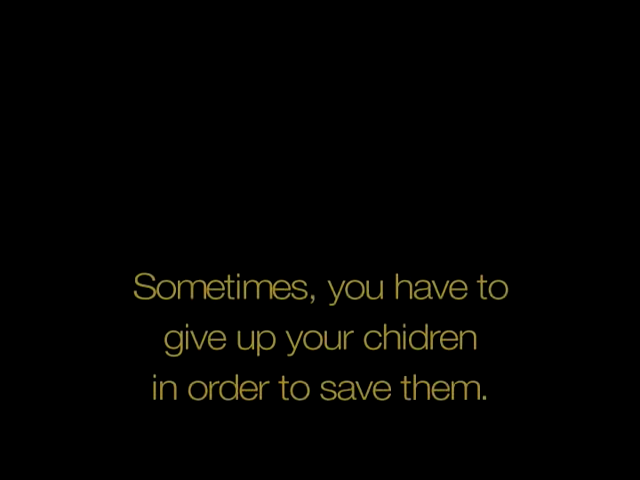 Sometimes, you have to
give up your chidren
in order to save them.